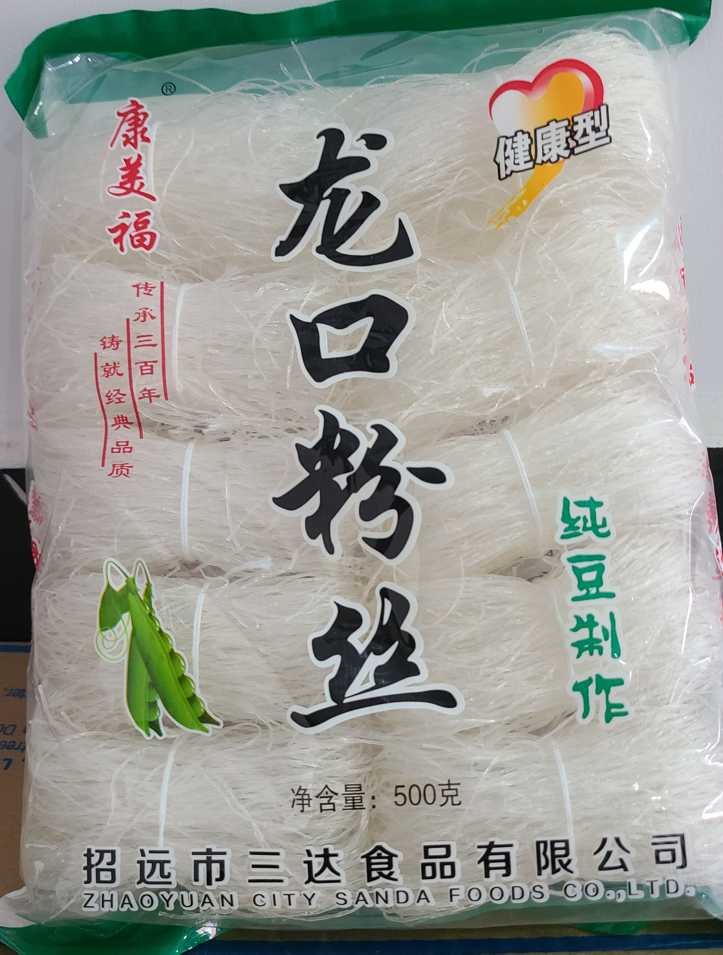 康美福
®
健康型
龙口粉丝
传承三百年
铸就经典品质
纯豆制作
净含量：500克
招远市三达食品有限公司
ZHAOYUAN CITY SANDA FOODS CO.,LTD.